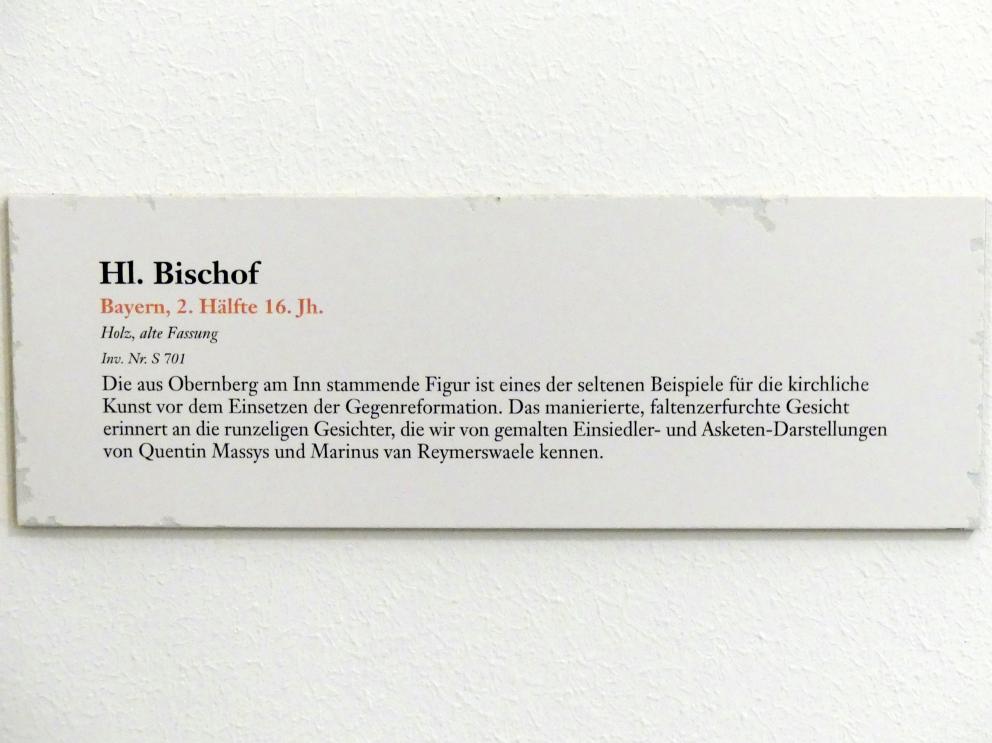 Hl. Bischof
Bayern, 2. Hälfte 16. Jh.
Holz, alte Fassung
Inv. Nr. S 701
Die aus Obernberg am Inn stammende Figur ist eines der seltenen Beispiele für die kirchliche
Kunst vor dem Einsetzen der Gegenreformation. Das manierierte, faltenzerfurchte Gesicht
erinnert an die runzeligen Gesichter, die wir von gemalten Einsiedler- und Asketen-Darstellungen
von Quentin Massys und Marinus van Reymerswaele kennen.